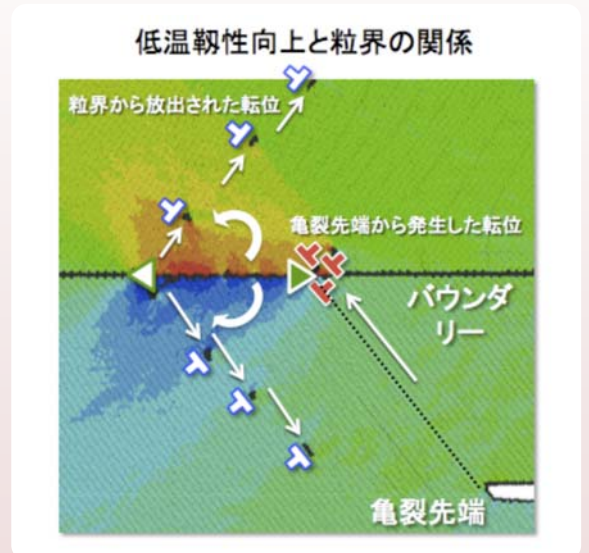 低温靱性向上と粒界の関係
粒界から放出された転位
亀裂先端から発生した転位
バウンダ
リー
亀裂先端